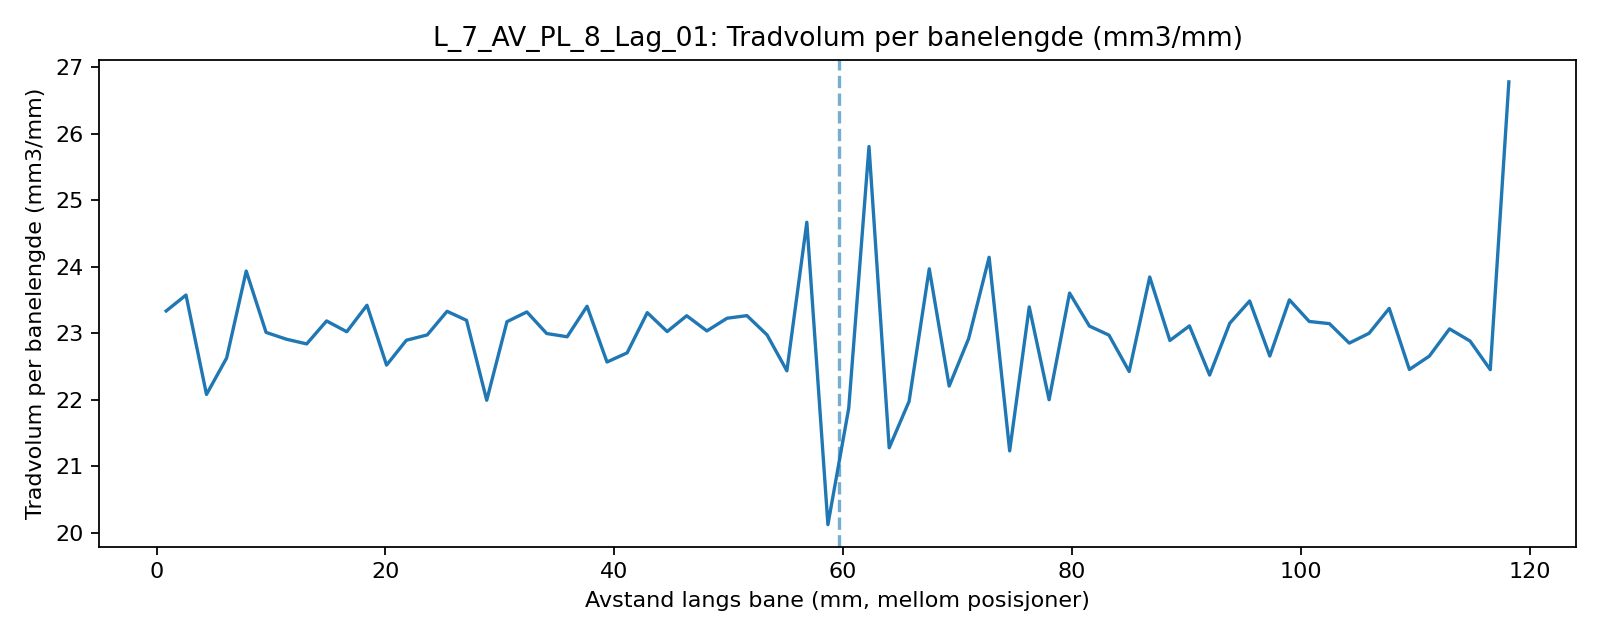 L_7_AV_PL_8_Lag_01: Tradvolum per banelengde (mm3/mm)
Tradvolum per banelengde (mm3/mm)
27
26
25
24
23
22
21
20
0 20 40 60 80 100 120
Avstand langs bane (mm, mellom posisjoner)